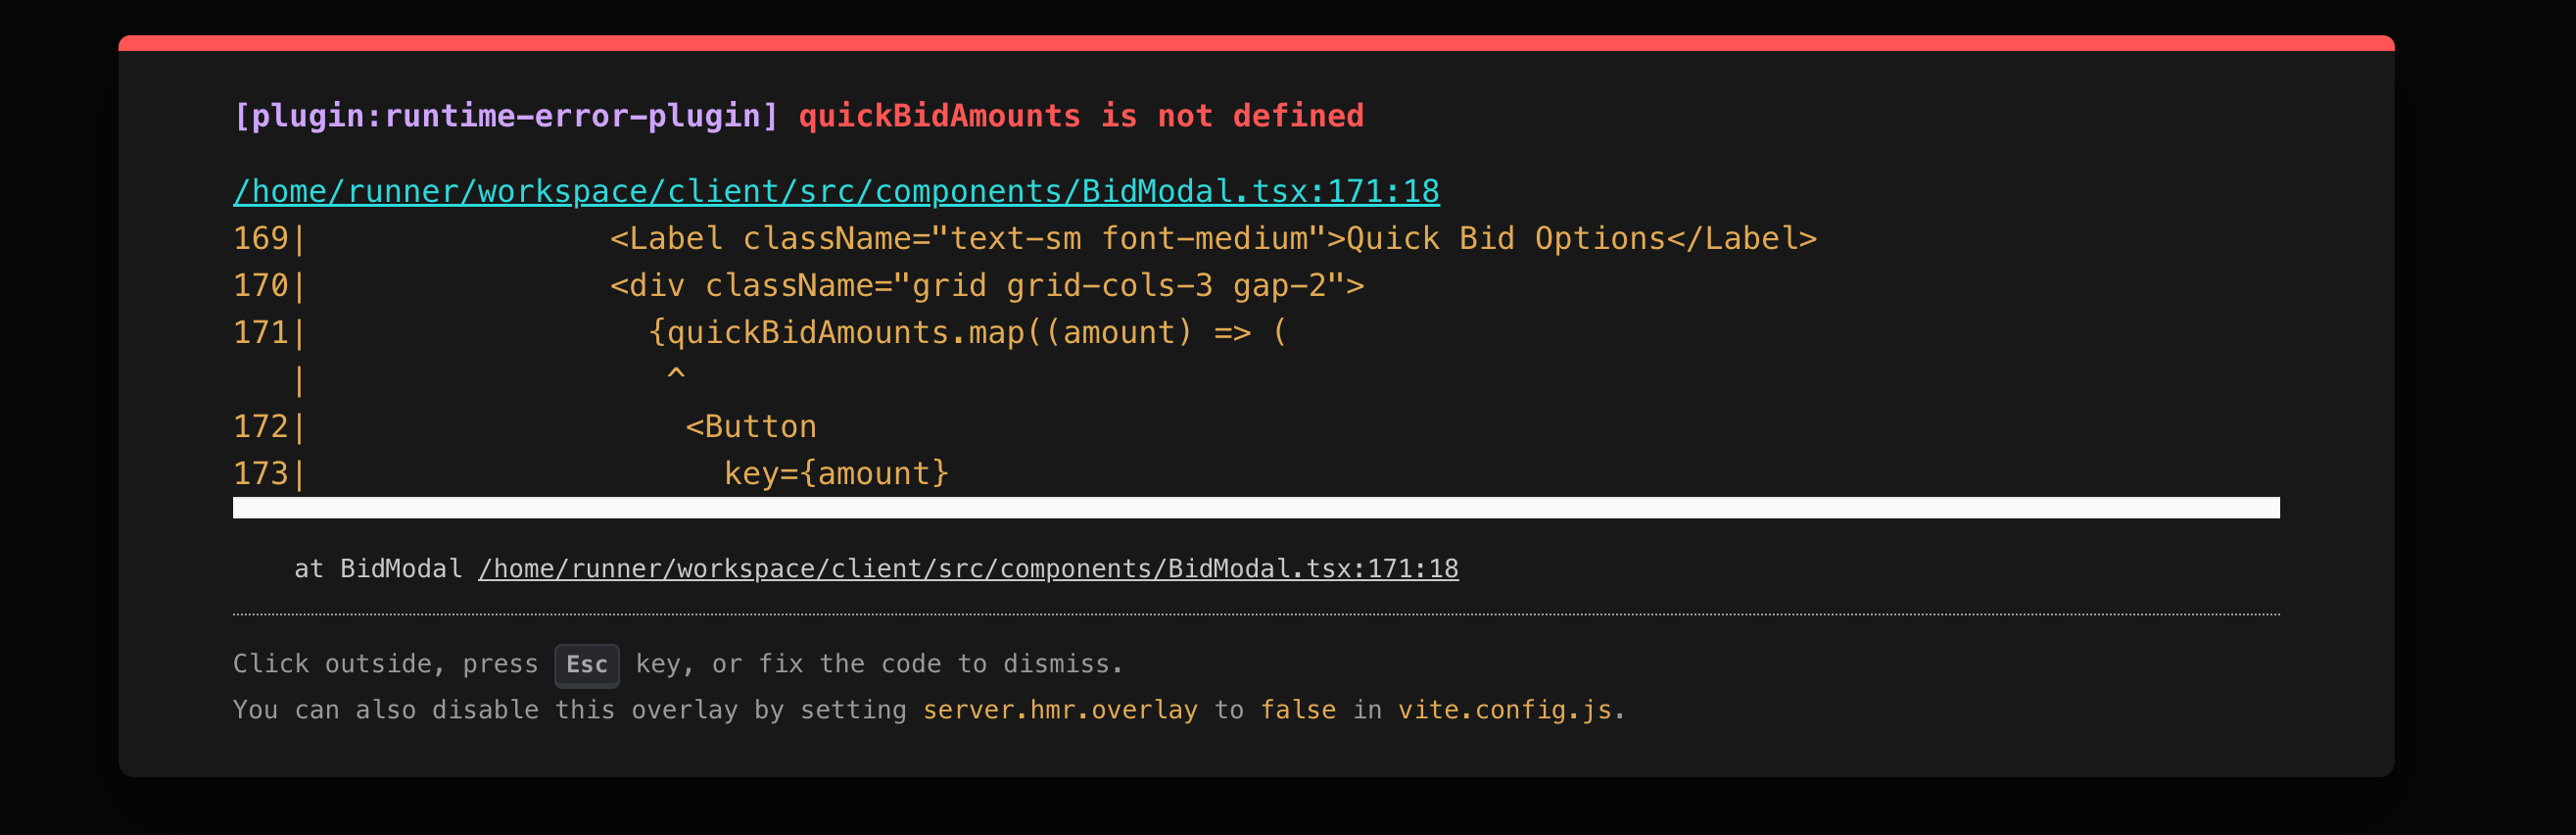 [plugin:runtime-error-plugin] quickBidAmounts is not defined
/home/runner/workspace/client/src/components/BidModal.tsx:171:18
169|                <Label className="text-sm font-medium">Quick Bid Options</Label>
170|                <div className="grid grid-cols-3 gap-2">
171|                  {quickBidAmounts.map((amount) => (
   |                   ^
172|                    <Button
173|                      key={amount}
at BidModal /home/runner/workspace/client/src/components/BidModal.tsx:171:18
Click outside, press Esc key, or fix the code to dismiss.
You can also disable this overlay by setting server.hmr.overlay to false in vite.config.js.